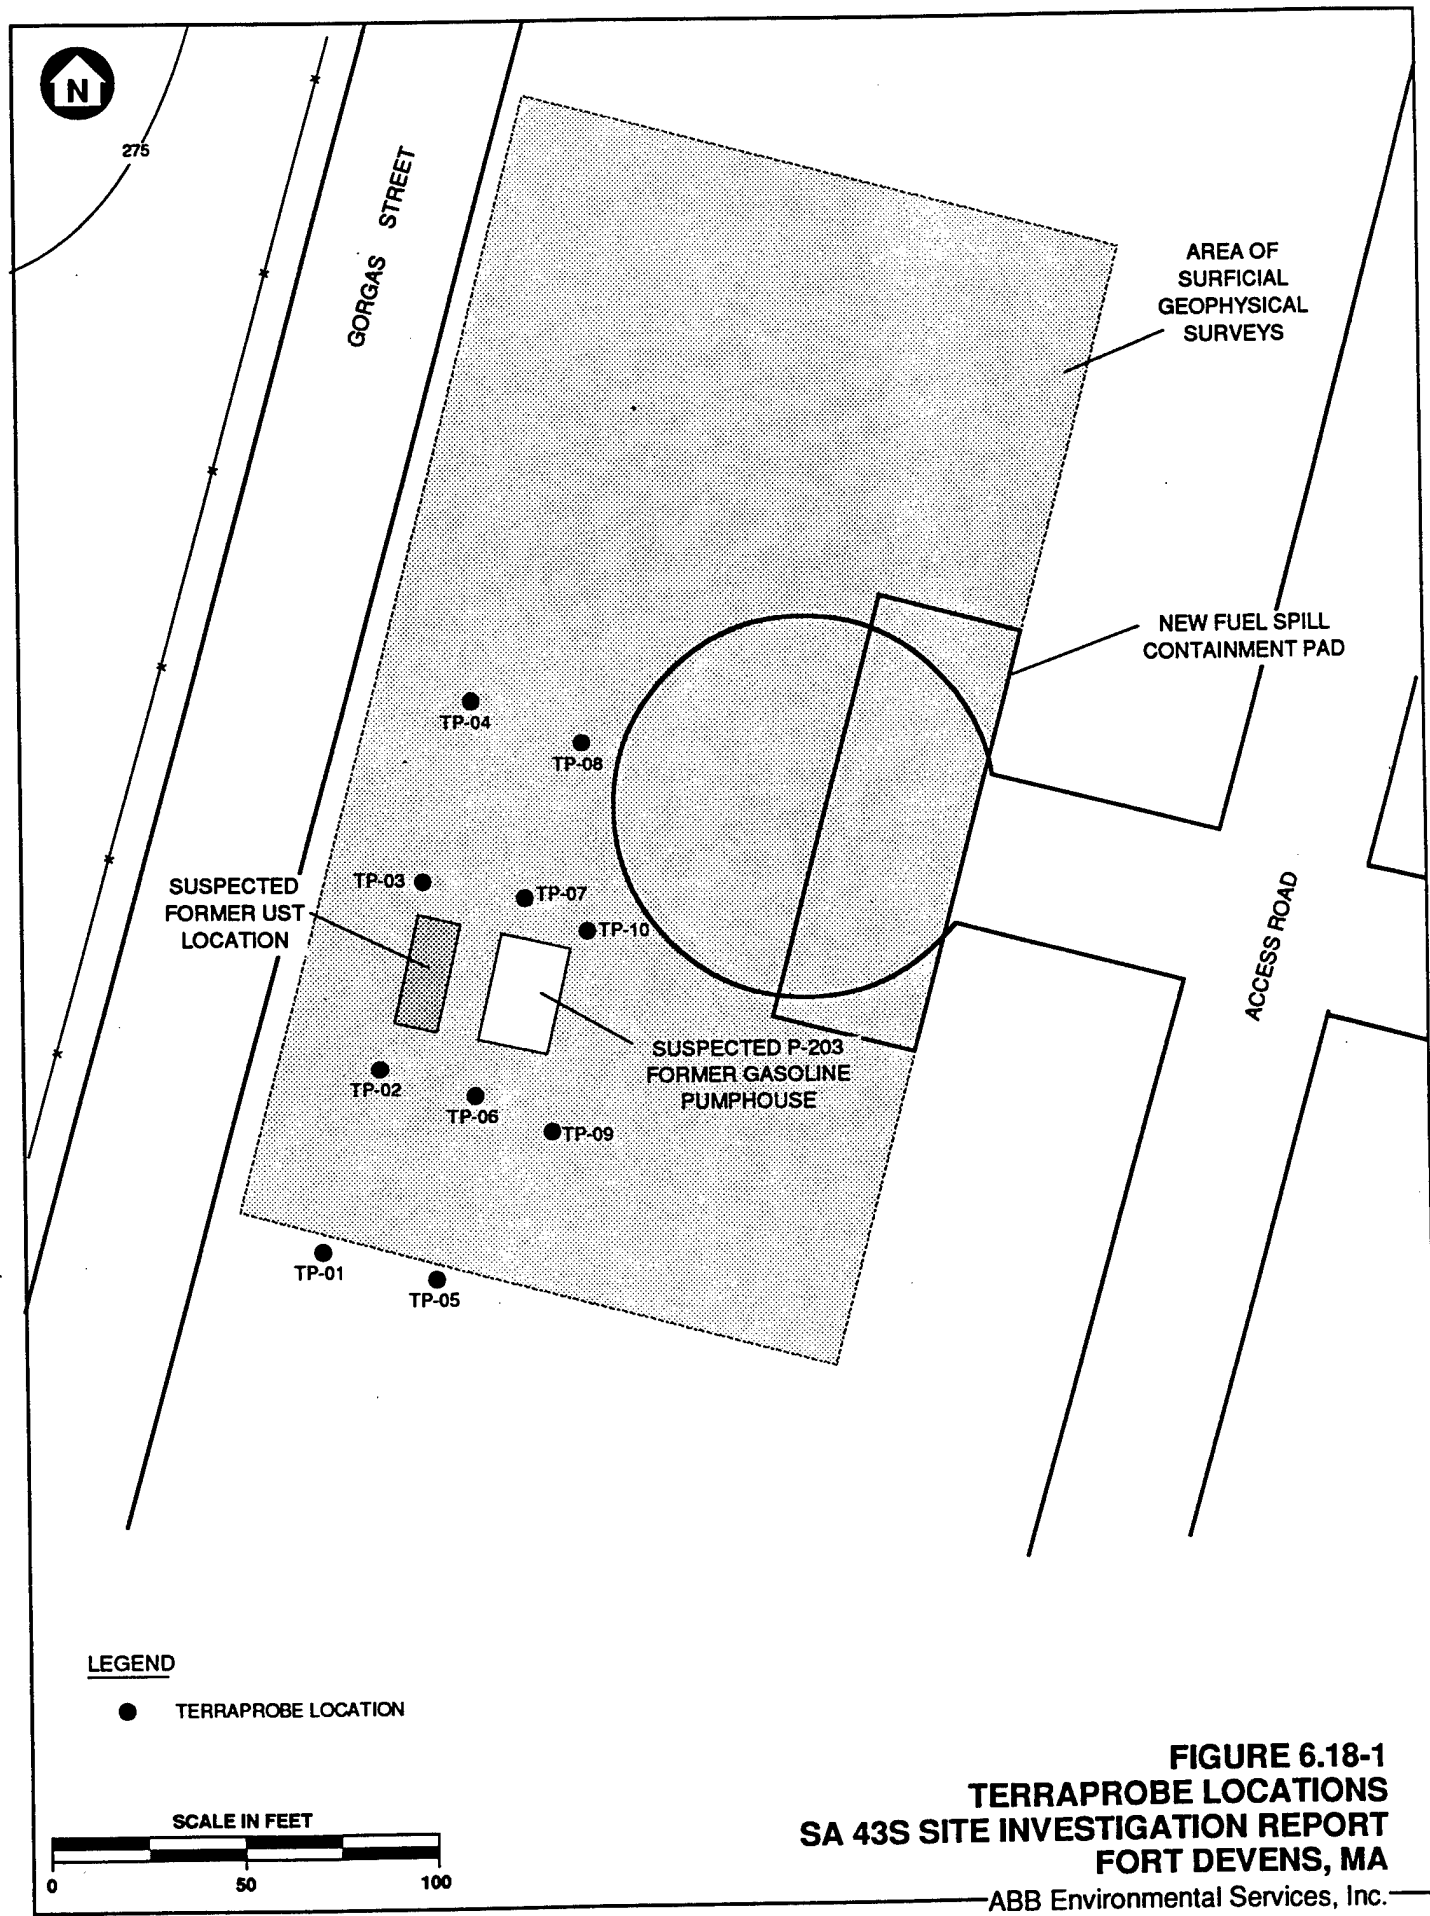 N
275
GORGAS STREET
AREA OF
SURFICIAL
GEOPHYSICAL
SURVEYS
NEW FUEL SPILL
CONTAINMENT PAD
TP-04
TP-08
TP-03
TP-07
TP-10
SUSPECTED
FORMER UST
LOCATION
ACCESS ROAD
SUSPECTED P-203
FORMER GASOLINE
PUMPHOUSE
TP-02
TP-06
TP-09
TP-01
TP-05
LEGEND
TERRAPROBE LOCATION
SCALE IN FEET
0 50 100
FIGURE 6.18-1
TERRAPROBE LOCATIONS
SA 43S SITE INVESTIGATION REPORT
FORT DEVENS, MA
ABB Environmental Services, Inc.